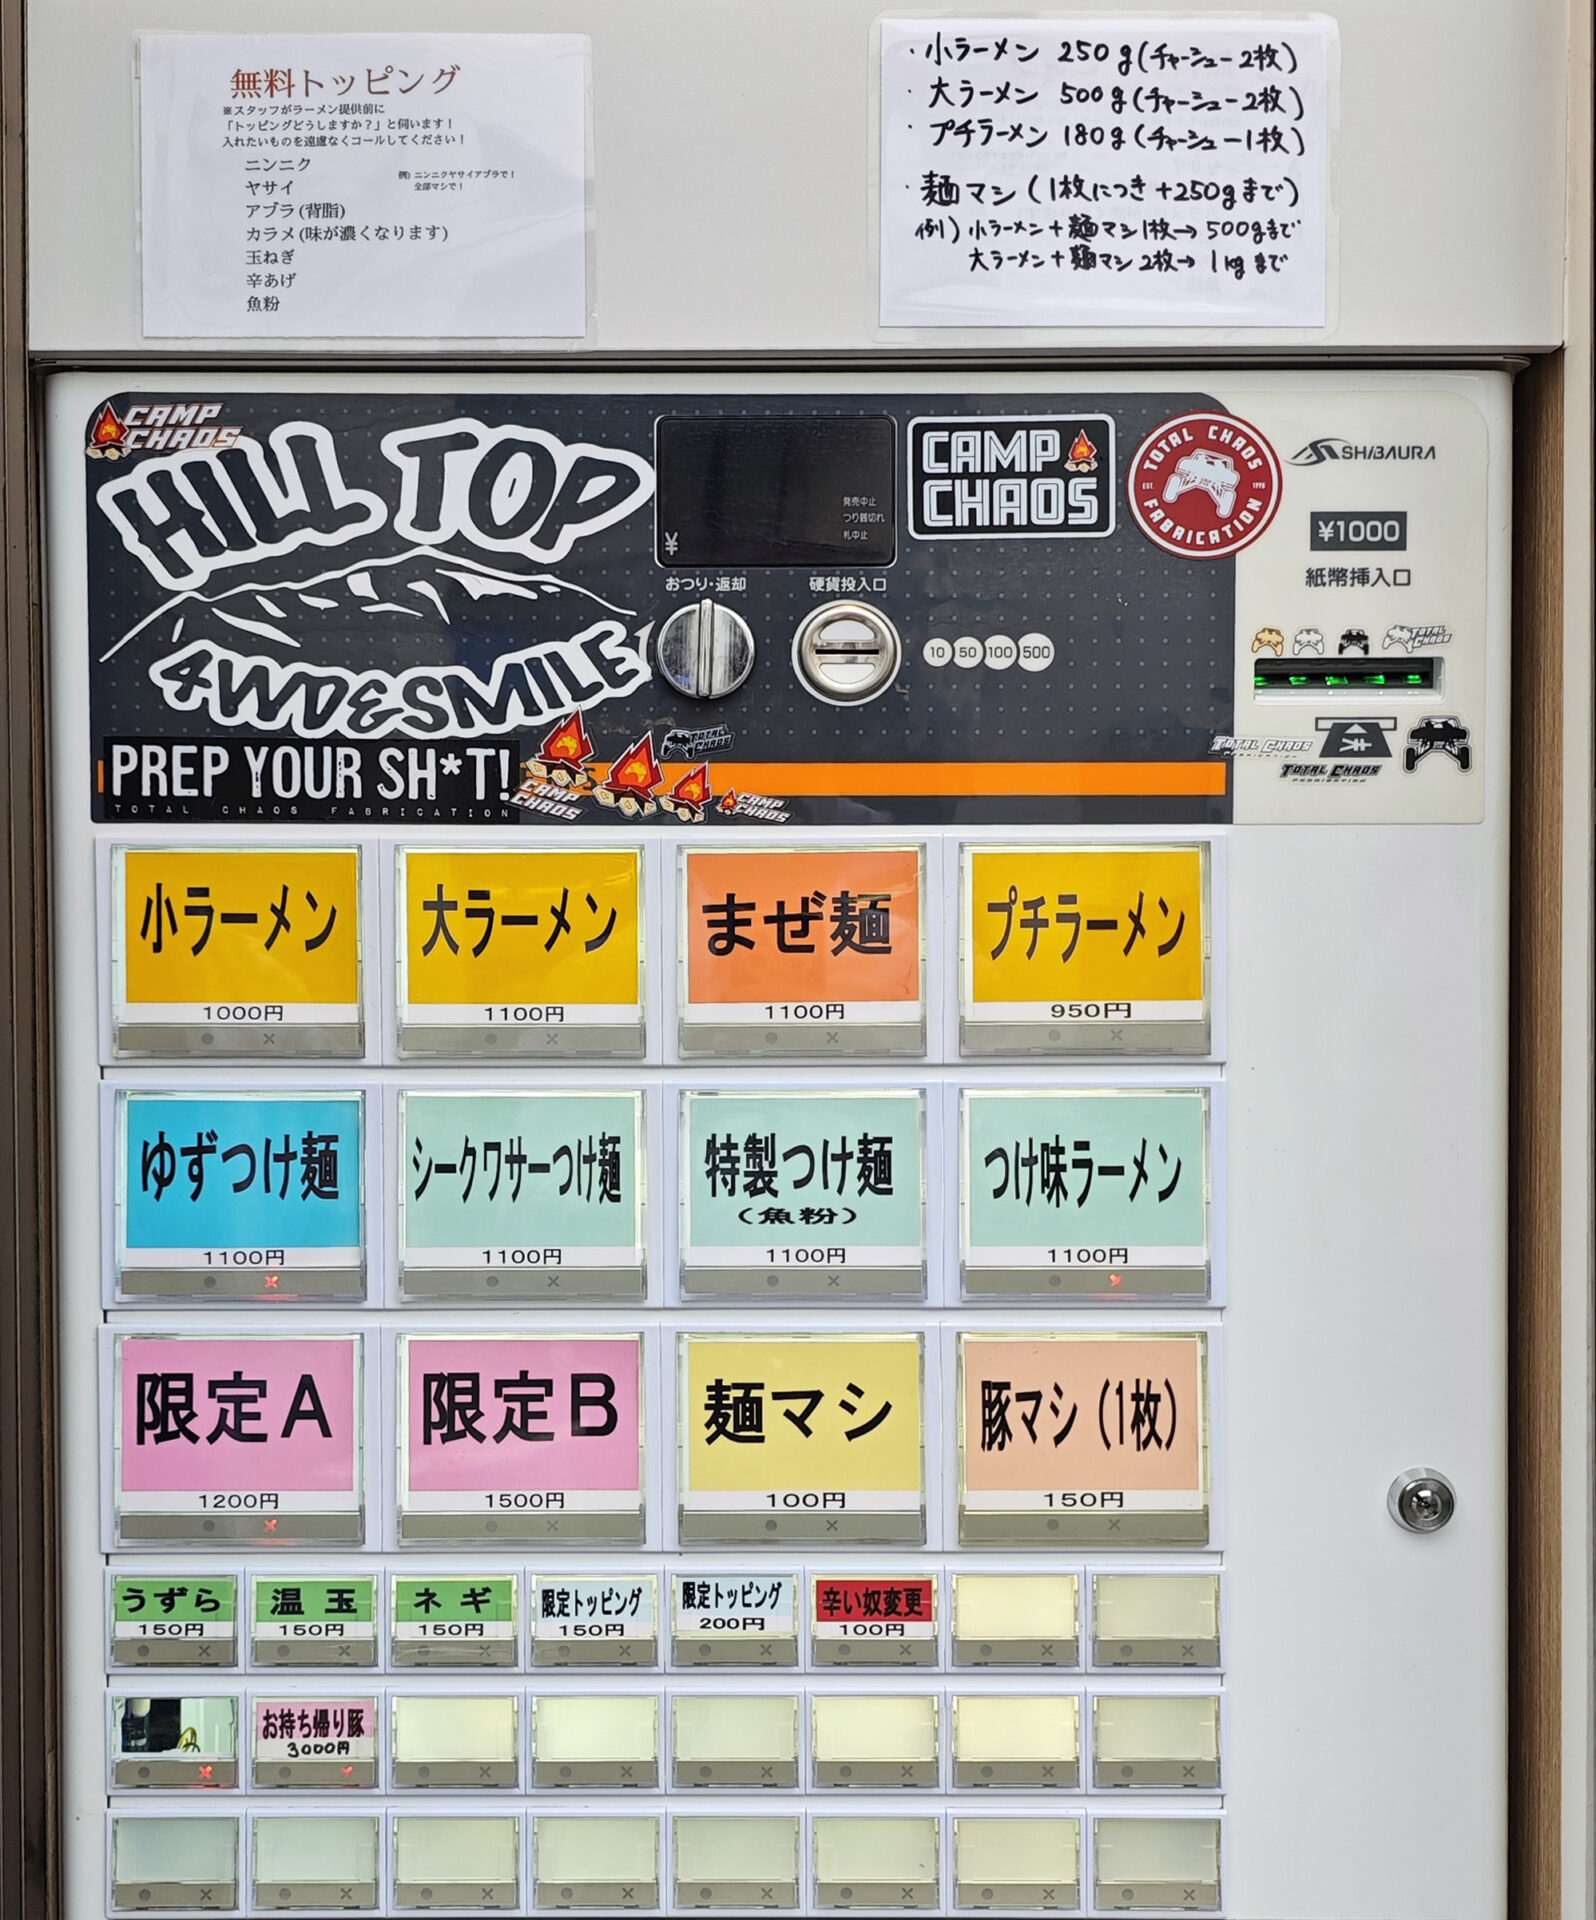 無料トッピング
※スタッフがラーメン提供前に
「トッピングどうしますか？」と伺います！
入れたいものを遠慮なくコールしてください！
ニンニク
ヤサイ
アブラ(背脂)
カラメ(味が濃くなります)
玉ねぎ
辛あげ
魚粉
例) ニンニクヤサイアブラで！
全部マシで！
・小ラーメン 250g(チャーシュー2枚)
・大ラーメン 500g(チャーシュー2枚)
・プチラーメン 180g(チャーシュー1枚)
・麺マシ (1枚につき+250gまで)
例) 小ラーメン+麺マシ1枚→500gまで
大ラーメン+麺マシ2枚→1kgまで
CAMP
CHAOS
HILL TOP
4WD&SMILE
PREP YOUR SH*T!
TOTAL CHAOS FABRICATION
CAMP
CHAOS
CAMP
CHAOS
TOTAL
CHAOS
発売中止
つり銭切れ
札中止
¥
おつり・返却
硬貨投入口
10 50 100 500
CAMP
CHAOS
TOTAL CHAOS
EST. 1998
FABRICATION
SHIBAURA
¥1000
紙幣挿入口
TOTAL
CHAOS
TOTAL CHAOS
FABRICATION
TOTAL CHAOS
FABRICATION
小ラーメン
1000円
大ラーメン
1100円
まぜ麺
1100円
プチラーメン
950円
ゆずつけ麺
1100円
シークワサーつけ麺
1100円
特製つけ麺
(魚粉)
1100円
つけ味ラーメン
1100円
限定A
1200円
限定B
1500円
麺マシ
100円
豚マシ(1枚)
150円
うずら
150円
温玉
150円
ネギ
150円
限定トッピング
150円
限定トッピング
200円
辛い奴変更
100円
お持ち帰り豚
3000円